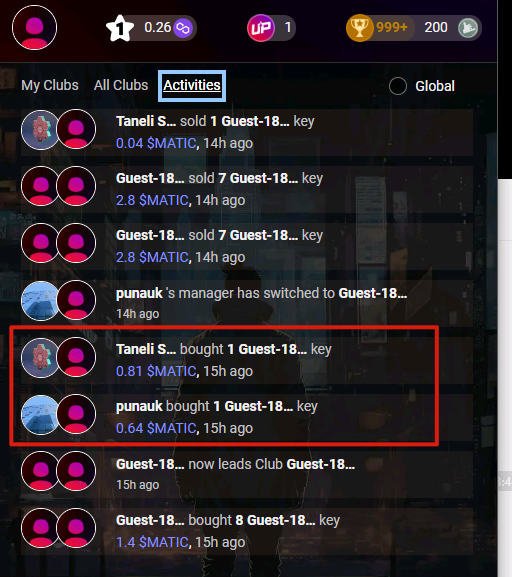 1 0.26 UP 1 999+ 200
My Clubs All Clubs Activities Global
Taneli S... sold 1 Guest-18... key
0.04 $MATIC, 14h ago
Guest-18... sold 7 Guest-18... key
2.8 $MATIC, 14h ago
Guest-18... sold 7 Guest-18... key
2.8 $MATIC, 14h ago
punauk 's manager has switched to Guest-18...
14h ago
Taneli S... bought 1 Guest-18... key
0.81 $MATIC, 15h ago
punauk bought 1 Guest-18... key
0.64 $MATIC, 15h ago
Guest-18... now leads Club Guest-18...
15h ago
Guest-18... bought 8 Guest-18... key
1.4 $MATIC, 15h ago